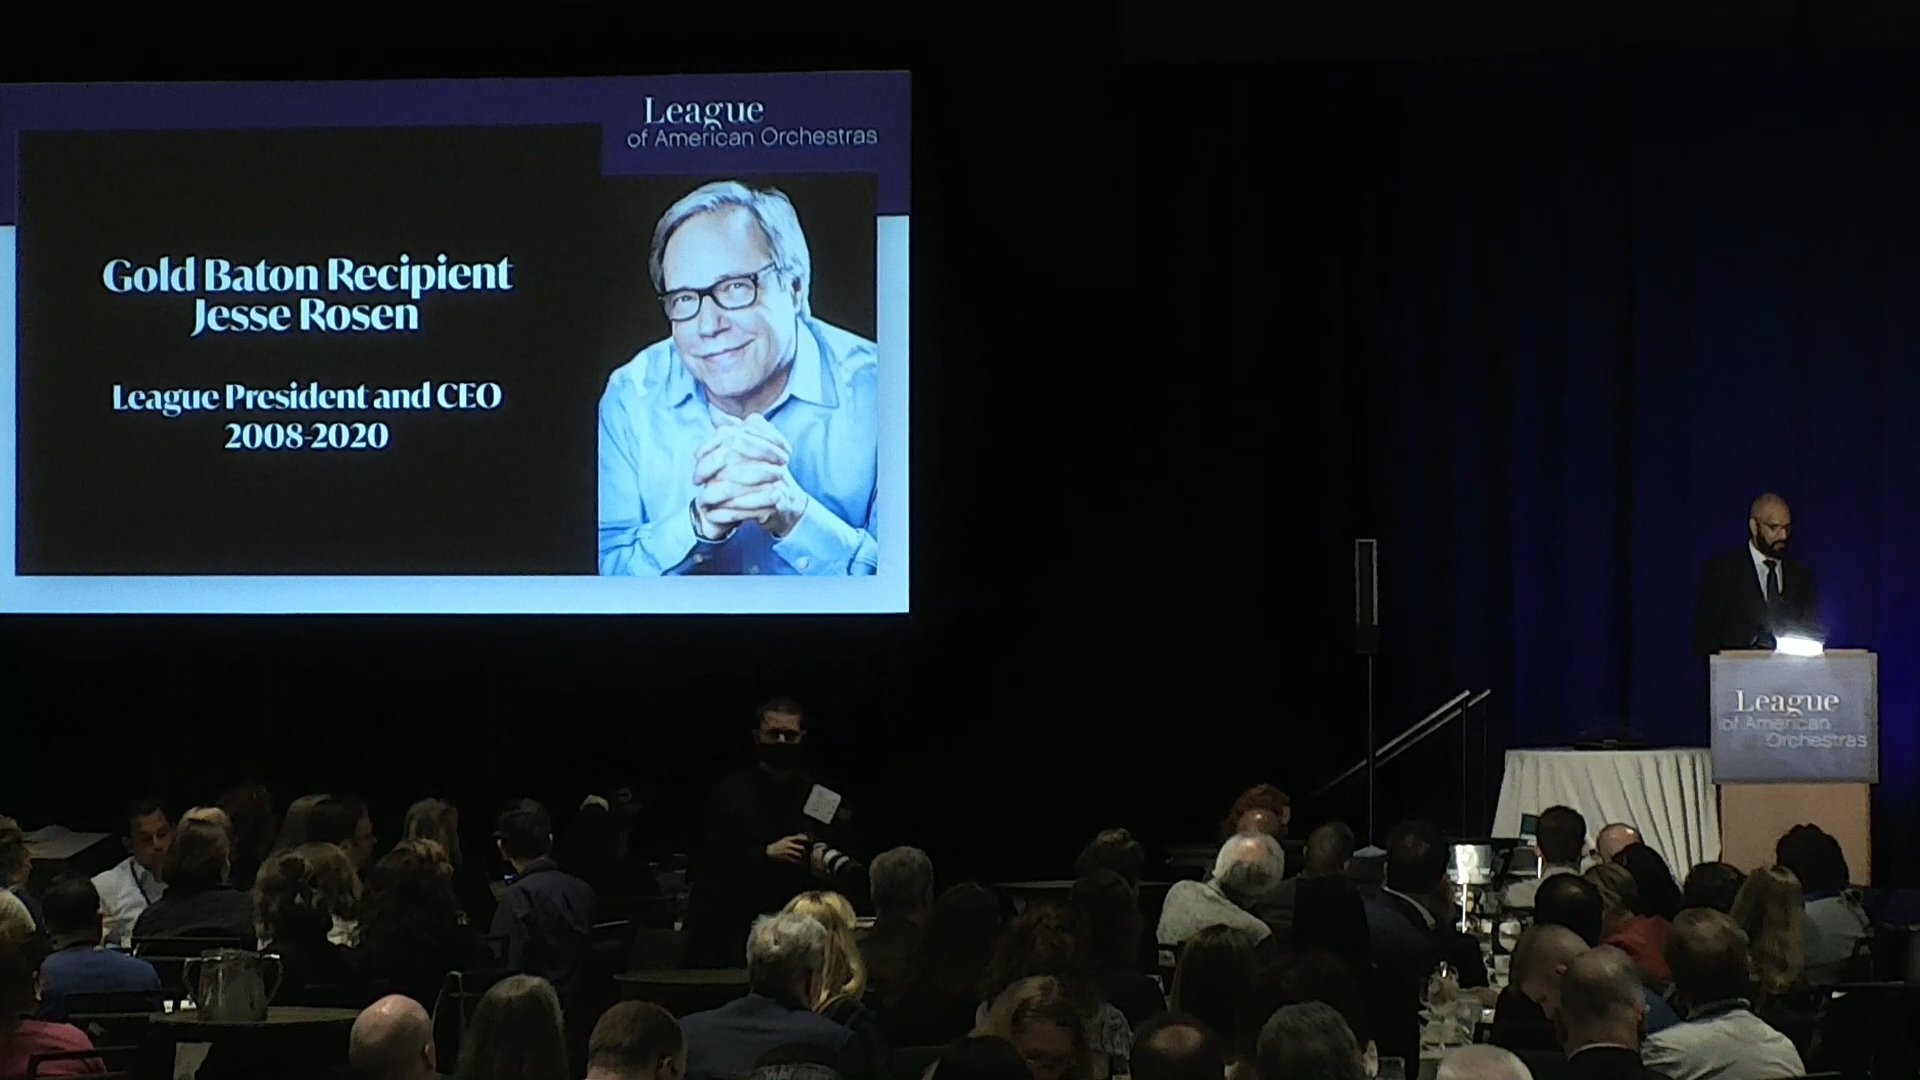 League
of American Orchestras
Gold Baton Recipient
Jesse Rosen
League President and CEO
2008-2020
League
of American
Orchestras